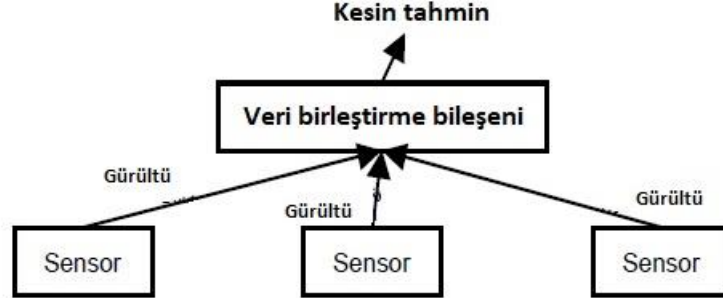 Kesin tahmin
Veri birleştirme bileşeni
Gürültü
Gürültü
Gürültü
Sensor
Sensor
Sensor